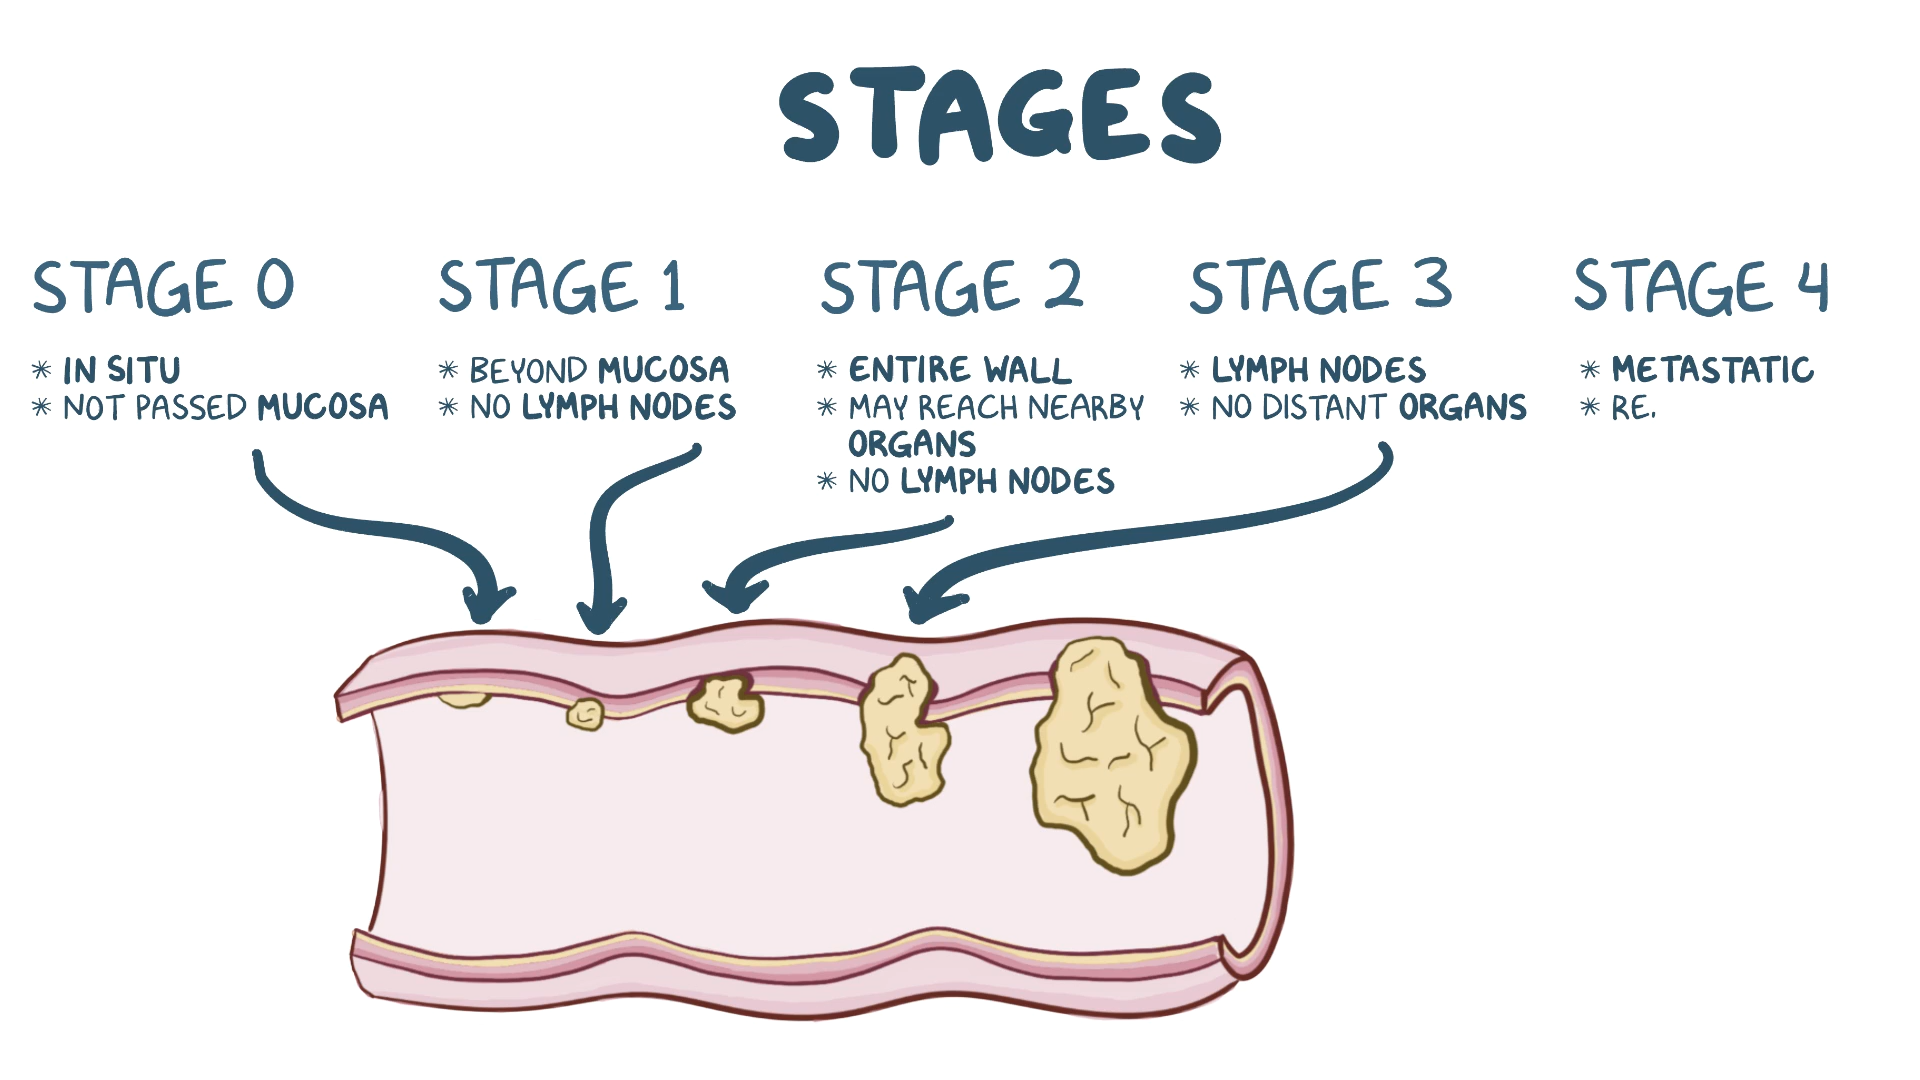 STAGES
STAGE 0
* IN SITU
* NOT PASSED MUCOSA
STAGE 1
* BEYOND MUCOSA
* NO LYMPH NODES
STAGE 2
* ENTIRE WALL
* MAY REACH NEARBY
ORGANS
* NO LYMPH NODES
STAGE 3
* LYMPH NODES
* NO DISTANT ORGANS
STAGE 4
* METASTATIC
* RE.